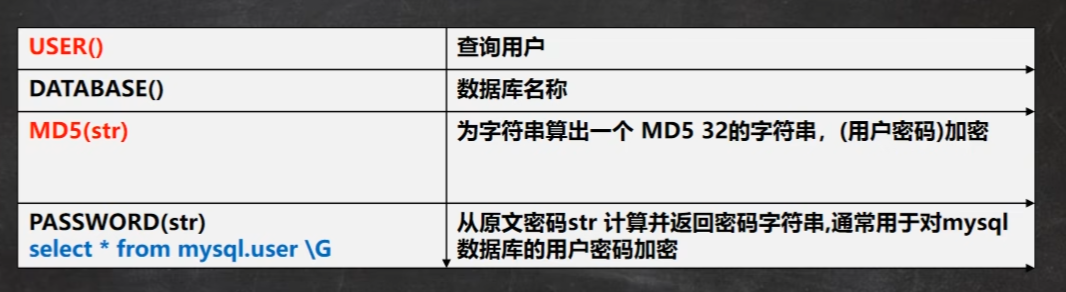 USER()
查询用户
DATABASE()
数据库名称
MD5(str)
为字符串算出一个 MD5 32的字符串，(用户密码)加密
PASSWORD(str)
select * from mysql.user \G
从原文密码str 计算并返回密码字符串,通常用于对mysql
数据库的用户密码加密